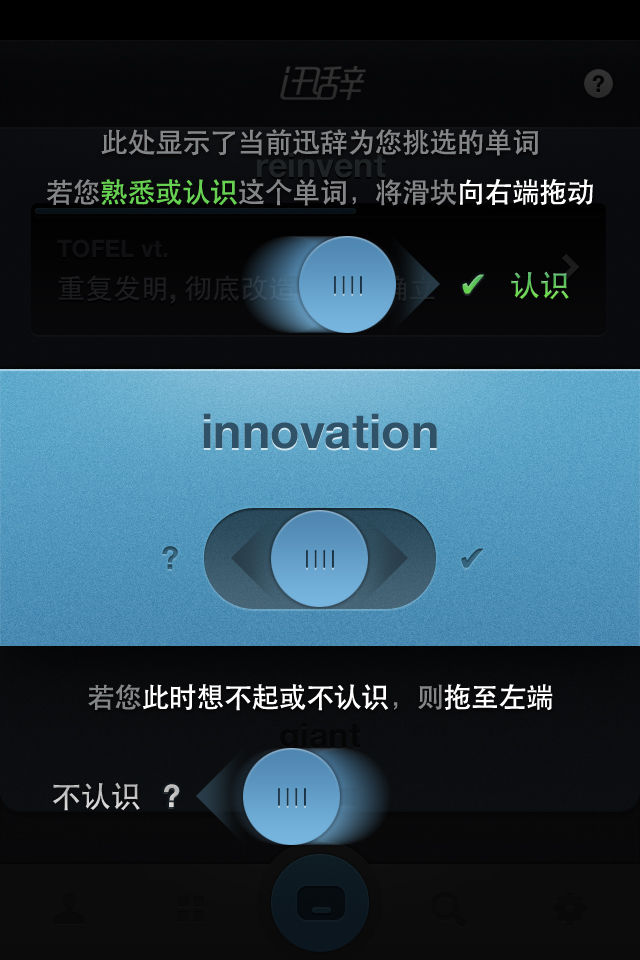 迅辞
?
此处显示了当前迅辞为您挑选的单词
reinvent
若您熟悉或认识这个单词，将滑块向右端拖动
TOFEL vt.
重复发明, 彻底改造
确立
✔ 认识
innovation
? ✔
若您此时想不起或不认识，则拖至左端
giant
不认识 ?